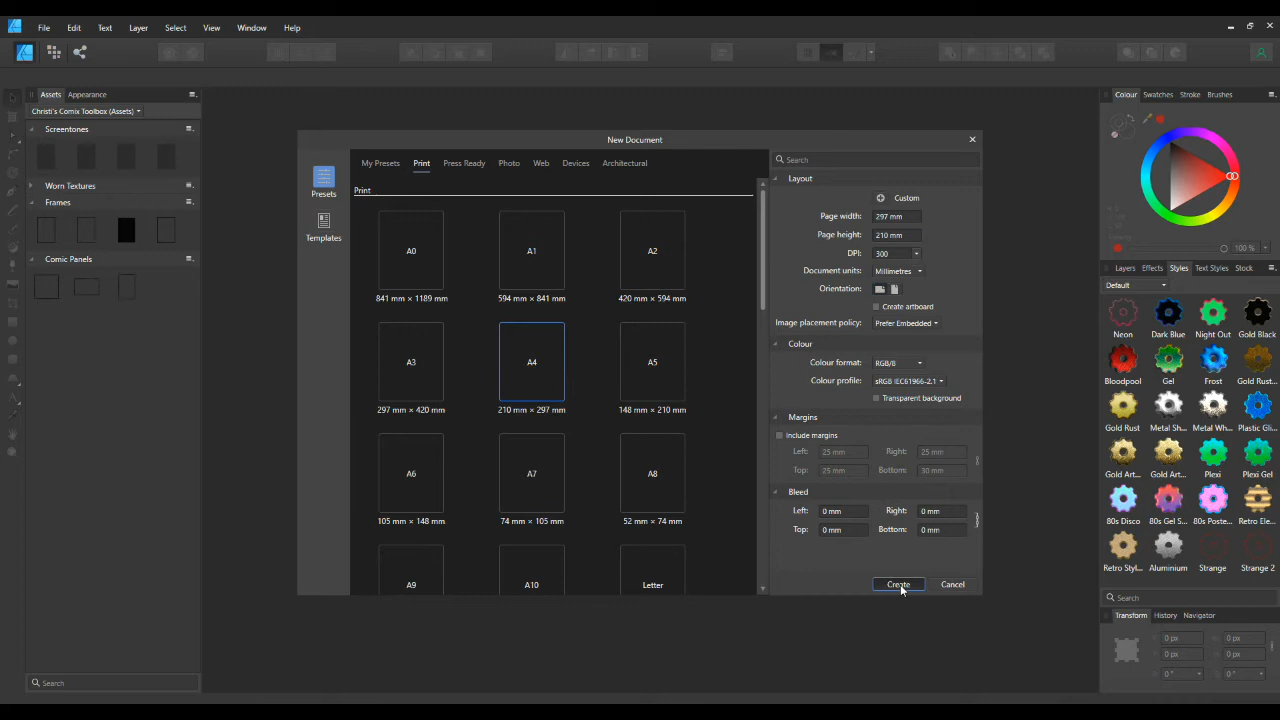 File Edit Text Layer Select View Window Help
Assets Appearance
Christi's Comix Toolbox (Assets)
Screentones
Worn Textures
Frames
Comic Panels
Search
New Document
Presets
Templates
My Presets Print Press Ready Photo Web Devices Architectural
Print
A0 A1 A2
841 mm × 1189 mm 594 mm × 841 mm 420 mm × 594 mm
A3 A4 A5
297 mm × 420 mm 210 mm × 297 mm 148 mm × 210 mm
A6 A7 A8
105 mm × 148 mm 74 mm × 105 mm 52 mm × 74 mm
A9 A10 Letter
Search
Layout
Custom
Page width: 297 mm
Page height: 210 mm
DPI: 300
Document units: Millimetres
Orientation:
Create artboard
Image placement policy: Prefer Embedded
Colour
Colour format: RGB/8
Colour profile: sRGB IEC61966-2.1
Transparent background
Margins
Include margins
Left: 25 mm Right: 25 mm
Top: 25 mm Bottom: 30 mm
Bleed
Left: 0 mm Right: 0 mm
Top: 0 mm Bottom: 0 mm
Create Cancel
Colour Swatches Stroke Brushes
100 %
Layers Effects Styles Text Styles Stock
Default
Neon Dark Blue Night Out Gold Black
Bloodpool Gel Frost Gold Rust...
Gold Rust Metal Sh... Metal Wh... Plastic Gli...
Gold Art... Gold Art... Plexi Plexi Gel
80s Disco 80s Gel S... 80s Poste... Retro Ele...
Retro Styl... Aluminium Strange Strange 2
Search
Transform History Navigator
0 px 0 px
0 px 0 px
0 ° 0 °